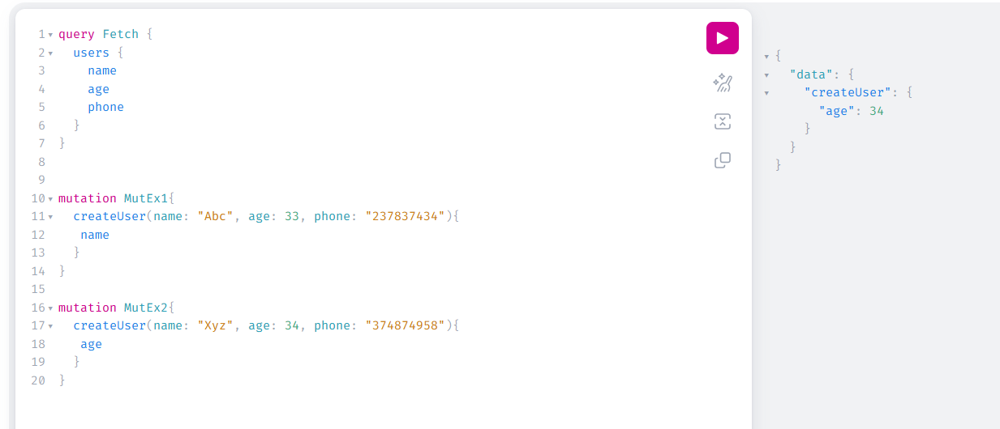 1 query Fetch {
2   users {
3     name
4     age
5     phone
6   }
7 }
8
9
10 mutation MutEx1{
11   createUser(name: "Abc", age: 33, phone: "237837434"){
12    name
13   }
14 }
15
16 mutation MutEx2{
17   createUser(name: "Xyz", age: 34, phone: "374874958"){
18    age
19   }
20 }
{
  "data": {
    "createUser": {
      "age": 34
    }
  }
}